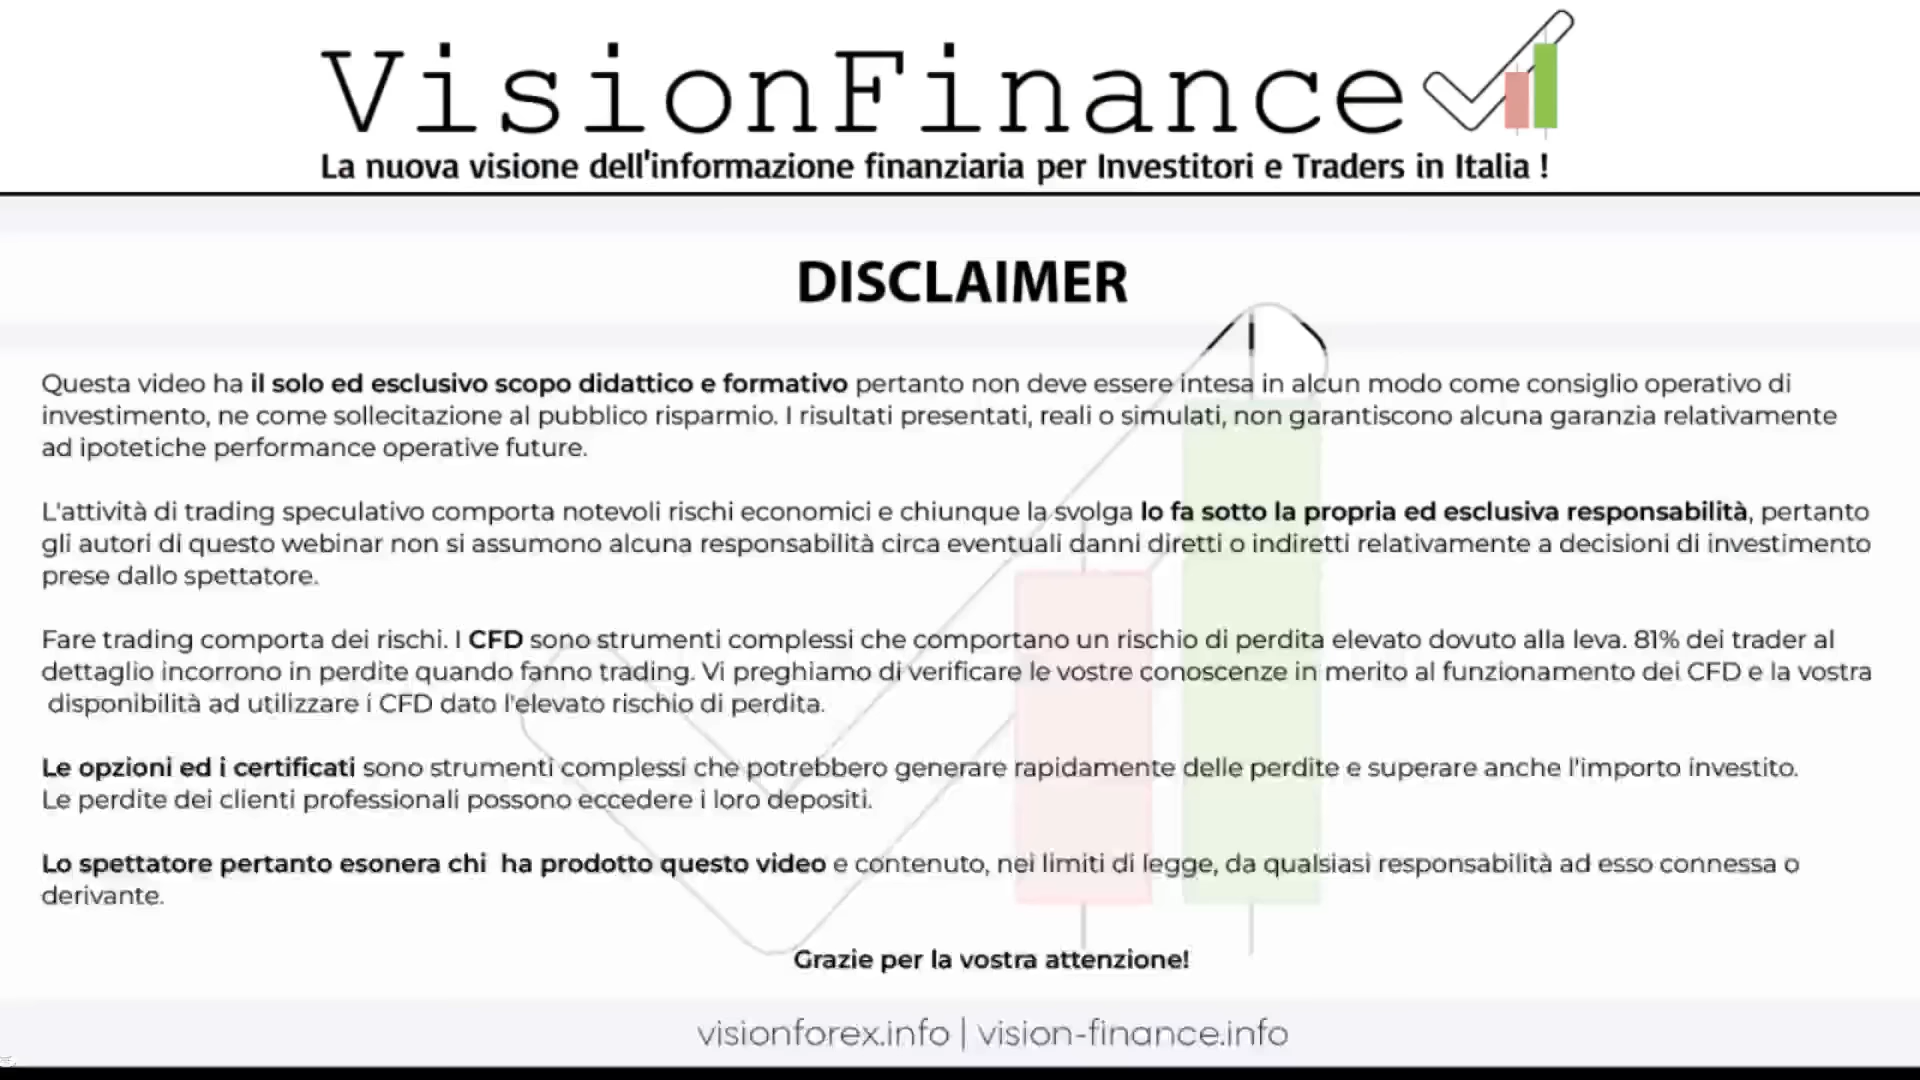 VisionFinance
La nuova visione dell'informazione finanziaria per Investitori e Traders in Italia !
DISCLAIMER
Questa video ha il solo ed esclusivo scopo didattico e formativo pertanto non deve essere intesa in alcun modo come consiglio operativo di
investimento, ne come sollecitazione al pubblico risparmio. I risultati presentati, reali o simulati, non garantiscono alcuna garanzia relativamente
ad ipotetiche performance operative future.
L'attività di trading speculativo comporta notevoli rischi economici e chiunque la svolga lo fa sotto la propria ed esclusiva responsabilità, pertanto
gli autori di questo webinar non si assumono alcuna responsabilità circa eventuali danni diretti o indiretti relativamente a decisioni di investimento
prese dallo spettatore.
Fare trading comporta dei rischi. I CFD sono strumenti complessi che comportano un rischio di perdita elevato dovuto alla leva. 81% dei trader al
dettaglio incorrono in perdite quando fanno trading. Vi preghiamo di verificare le vostre conoscenze in merito al funzionamento dei CFD e la vostra
disponibilità ad utilizzare i CFD dato l'elevato rischio di perdita.
Le opzioni ed i certificati sono strumenti complessi che potrebbero generare rapidamente delle perdite e superare anche l'importo investito.
Le perdite dei clienti professionali possono eccedere i loro depositi.
Lo spettatore pertanto esonera chi ha prodotto questo video e contenuto, nei limiti di legge, da qualsiasi responsabilità ad esso connessa o
derivante.
Grazie per la vostra attenzione!
visionforex.info | vision-finance.info